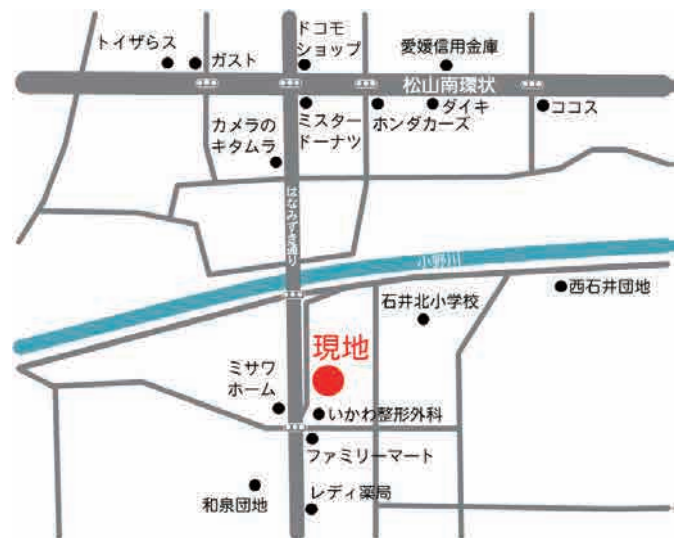 ドコモ
ショップ
トイザらス
ガスト
愛媛信用金庫
松山南環状
カメラの
キタムラ
ミスター
ドーナツ
ホンダカーズ
ダイキ
ココス
はなみずき通り
小野川
石井北小学校
西石井団地
現地
ミサワ
ホーム
いかわ整形外科
ファミリーマート
和泉団地
レディ薬局